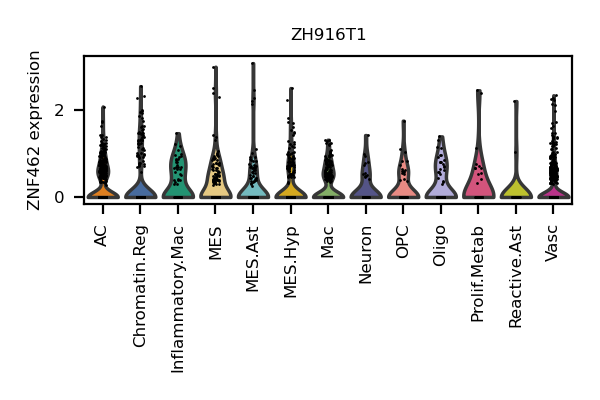 ZH916T1
ZNF462 expression
2
0
AC
Chromatin.Reg
Inflammatory.Mac
MES
MES.Ast
MES.Hyp
Mac
Neuron
OPC
Oligo
Prolif.Metab
Reactive.Ast
Vasc